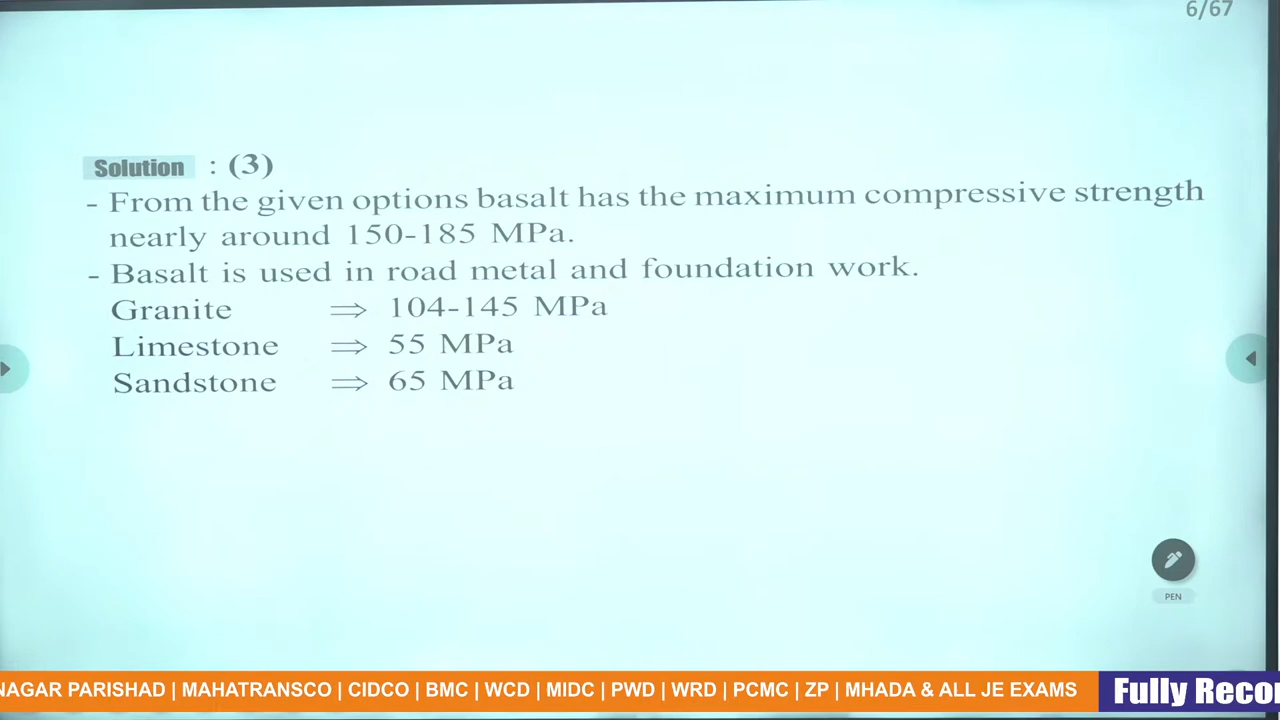 6/67
Solution : (3)
- From the given options basalt has the maximum compressive strength
nearly around 150-185 MPa.
- Basalt is used in road metal and foundation work.
Granite ⇒ 104-145 MPa
Limestone ⇒ 55 MPa
Sandstone ⇒ 65 MPa
PEN
NAGAR PARISHAD | MAHATRANSCO | CIDCO | BMC | WCD | MIDC | PWD | WRD | PCMC | ZP | MHADA & ALL JE EXAMS
Fully Recor